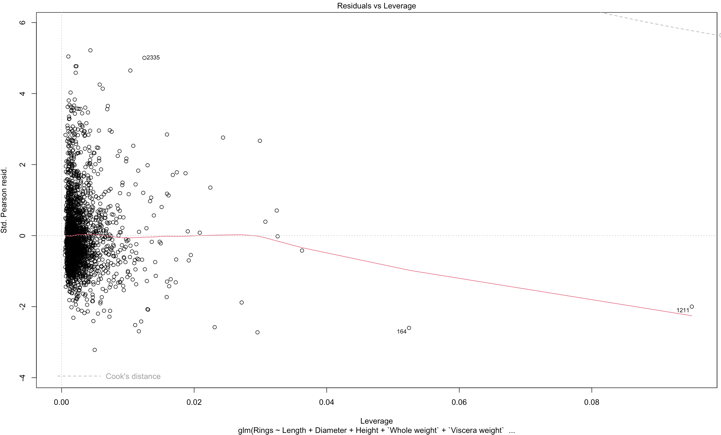 Residuals vs Leverage
6
4
2
0
-2
-4
Std. Pearson resid.
2335
164
1211
Cook's distance
0.00
0.02
0.04
0.06
0.08
Leverage
glm(Rings ~ Length + Diameter + Height + `Whole weight` + `Viscera weight` ...